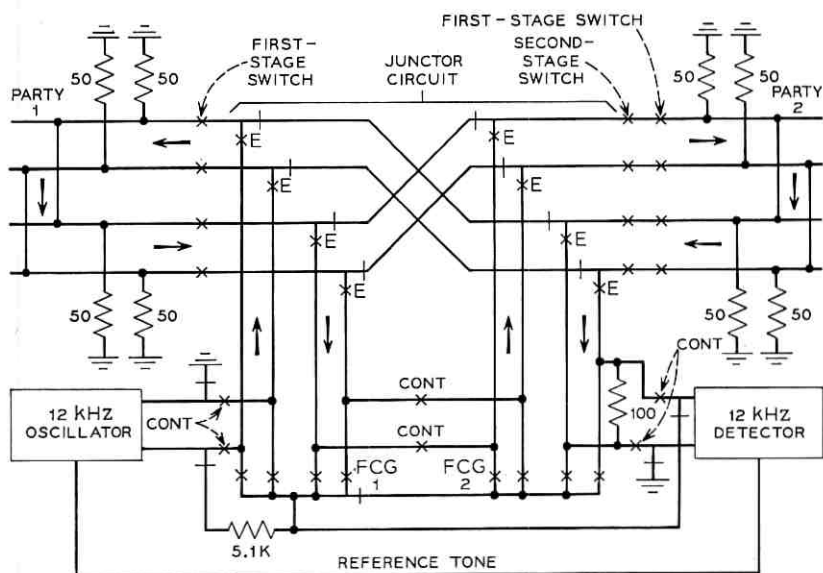 FIRST-STAGE SWITCH
FIRST-
STAGE
SWITCH
JUNCTOR
CIRCUIT
SECOND-
STAGE
SWITCH
50
50
50
50
PARTY
1
PARTY
2
E
E
E
E
E
E
E
E
50
50
50
50
CONT
CONT
CONT
CONT
100
12 kHz
OSCILLATOR
12 kHz
DETECTOR
FCG
1
FCG
2
5.1K
REFERENCE TONE